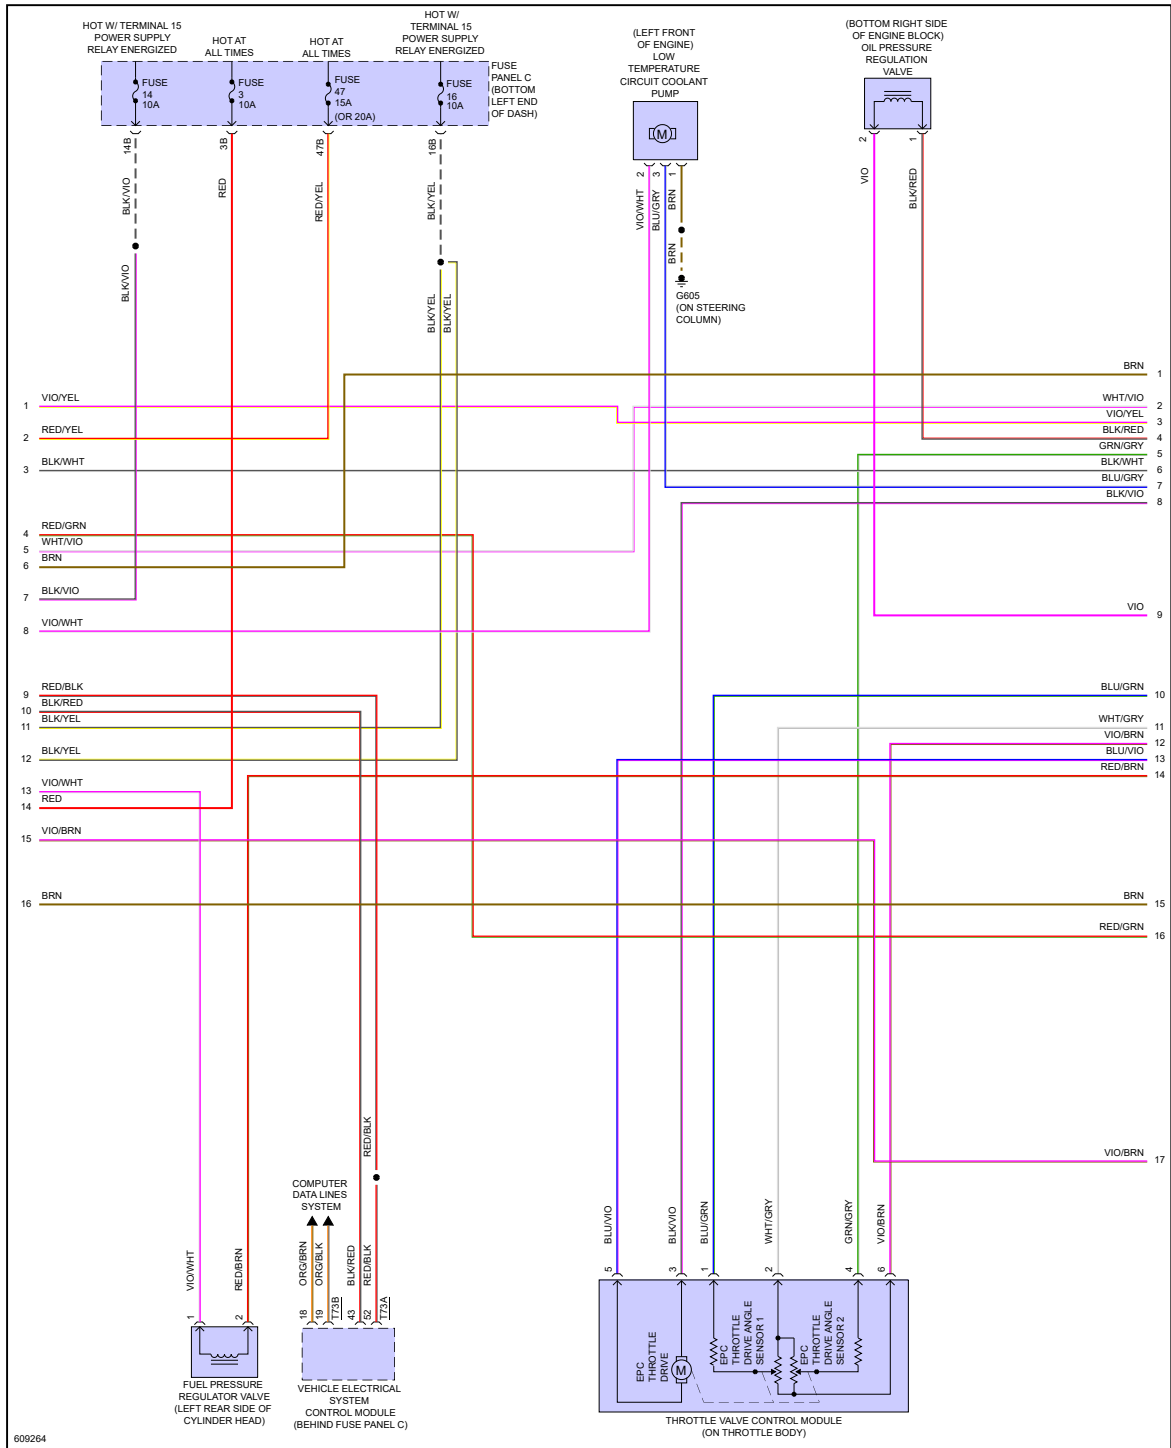 HOT W/ TERMINAL 15
POWER SUPPLY
RELAY ENERGIZED
HOT AT
ALL TIMES
HOT AT
ALL TIMES
HOT W/
TERMINAL 15
POWER SUPPLY
RELAY ENERGIZED
FUSE
14
10A
FUSE
3
10A
FUSE
47
15A
(OR 20A)
FUSE
16
10A
FUSE
PANEL C
(BOTTOM
LEFT END
OF DASH)
14B
3B
47B
16B
BLK/VIO
RED
RED/YEL
BLK/YEL
BLK/VIO
BLK/YEL
BLK/YEL
(LEFT FRONT
OF ENGINE)
LOW
TEMPERATURE
CIRCUIT COOLANT
PUMP
M
2
3
1
VIO/WHT
BLU/GRY
BRN
BRN
G605
(ON STEERING
COLUMN)
(BOTTOM RIGHT SIDE
OF ENGINE BLOCK)
OIL PRESSURE
REGULATION
VALVE
2
1
VIO
BLK/RED
1 VIO/YEL
2 RED/YEL
3 BLK/WHT
4 RED/GRN
5 WHT/VIO
6 BRN
7 BLK/VIO
8 VIO/WHT
9 RED/BLK
10 BLK/RED
11 BLK/YEL
12 BLK/YEL
13 VIO/WHT
14 RED
15 VIO/BRN
16 BRN
BRN 1
WHT/VIO 2
VIO/YEL 3
BLK/RED 4
GRN/GRY 5
BLK/WHT 6
BLU/GRY 7
BLK/VIO 8
VIO 9
BLU/GRN 10
WHT/GRY 11
VIO/BRN 12
BLU/VIO 13
RED/BRN 14
BRN 15
RED/GRN 16
VIO/BRN 17
RED/BLK
COMPUTER
DATA LINES
SYSTEM
VIO/WHT
RED/BRN
ORG/BRN
ORG/BLK
BLK/RED
RED/BLK
BLU/VIO
BLK/VIO
BLU/GRN
WHT/GRY
GRN/GRY
VIO/BRN
1
2
18
19
T73B
43
52
T73A
5
3
1
2
4
6
EPC
THROTTLE
DRIVE
M
EPC
THROTTLE
DRIVE ANGLE
SENSOR 1
EPC
THROTTLE
DRIVE ANGLE
SENSOR 2
FUEL PRESSURE
REGULATOR VALVE
(LEFT REAR SIDE OF
CYLINDER HEAD)
VEHICLE ELECTRICAL
SYSTEM
CONTROL MODULE
(BEHIND FUSE PANEL C)
THROTTLE VALVE CONTROL MODULE
(ON THROTTLE BODY)
609264